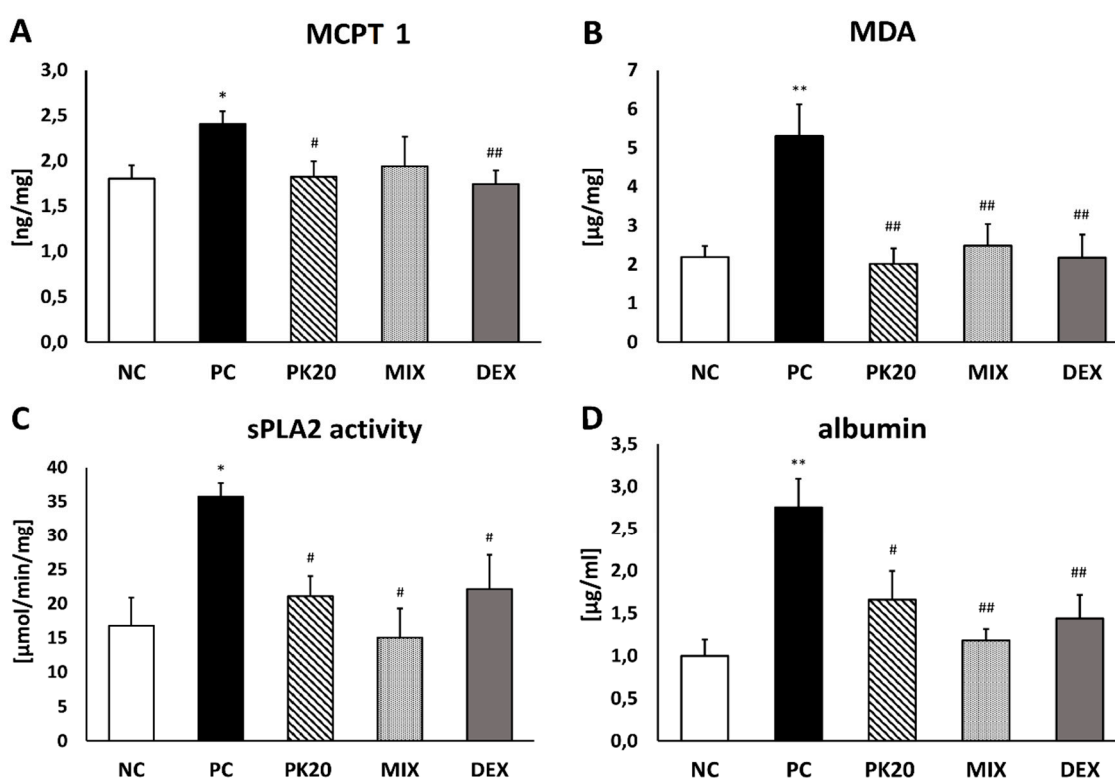 A
MCPT 1
3,0
2,5
2,0
1,5
1,0
0,5
0,0
[ng/mg]
*
#
##
NC PC PK20 MIX DEX
B
MDA
7
6
5
4
3
2
1
0
[µg/mg]
**
##
##
##
NC PC PK20 MIX DEX
C
sPLA2 activity
40
35
30
25
20
15
10
5
0
[µmol/min/mg]
*
#
#
#
NC PC PK20 MIX DEX
D
albumin
3,5
3,0
2,5
2,0
1,5
1,0
0,5
0,0
[µg/ml]
**
#
##
##
NC PC PK20 MIX DEX